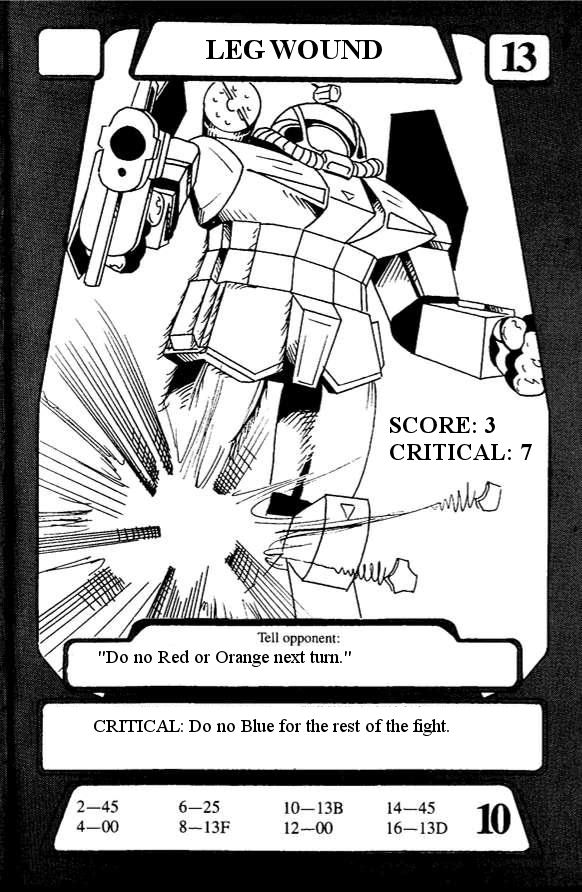 LEG WOUND
13
SCORE: 3
CRITICAL: 7
Tell opponent:
"Do no Red or Orange next turn."
CRITICAL: Do no Blue for the rest of the fight.
2—45 6—25 10—13B 14—45
4—00 8—13F 12—00 16—13D
10